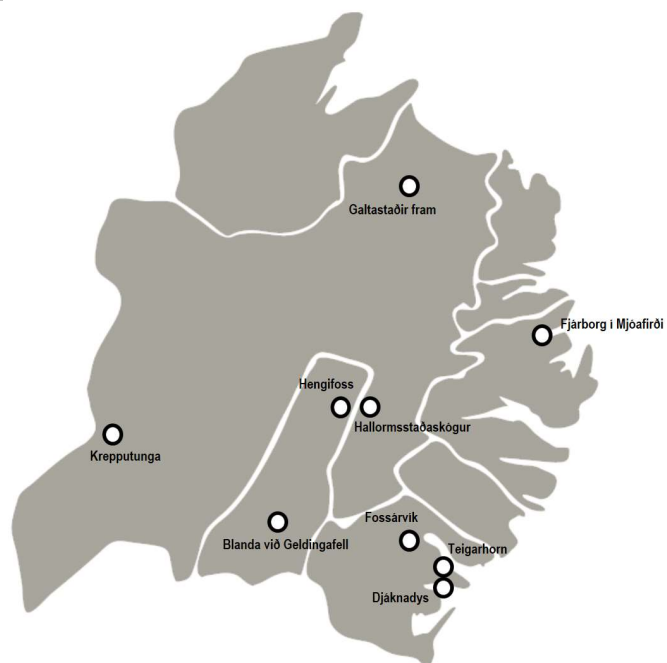 Galtastaðir fram
Fjárborg í Mjóafirði
Hengifoss
Hallormsstaðaskógur
Krepputunga
Fossárvík
Blanda við Geldingafell
Teigarhorn
Djáknadys